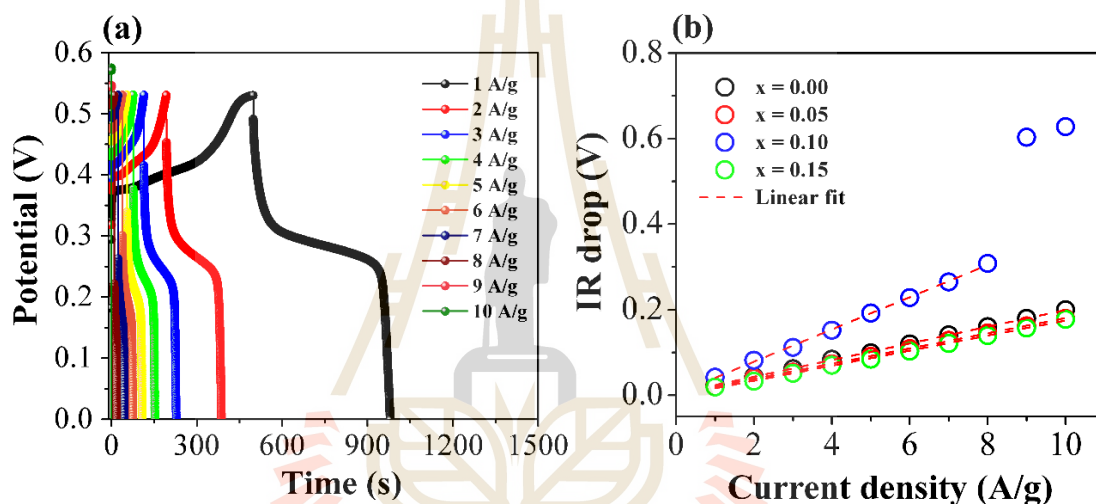 (a)
0.6
0.5
0.4
0.3
0.2
0.1
0.0
Potential (V)
1 A/g
2 A/g
3 A/g
4 A/g
5 A/g
6 A/g
7 A/g
8 A/g
9 A/g
10 A/g
0 300 600 900 1200 1500
Time (s)
(b)
0.8
0.6
0.4
0.2
0.0
IR drop (V)
x = 0.00
x = 0.05
x = 0.10
x = 0.15
Linear fit
0 2 4 6 8 10
Current density (A/g)